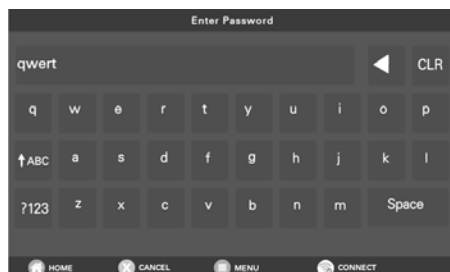 Enter Password
qwert CLR
q w e r t y u i o p
ABC a s d f g h j k l
?123 z x c v b n m Space
HOME CANCEL MENU CONNECT